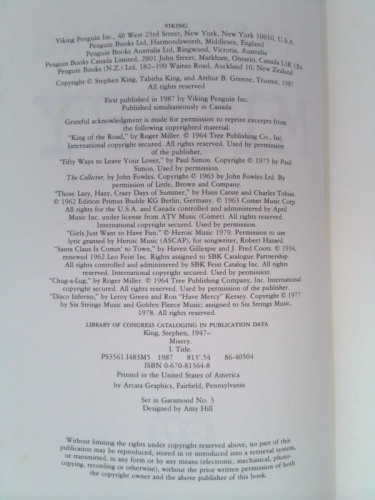 VIKING
Viking Penguin Inc., 40 West 23rd Street, New York, New York 10010, U.S.A.
Penguin Books Ltd, Harmondsworth, Middlesex, England
Penguin Books Australia Ltd, Ringwood, Victoria, Australia
Penguin Books Canada Limited, 2801 John Street, Markham, Ontario, Canada L3R 1B4
Penguin Books (N.Z.) Ltd, 182–190 Wairau Road, Auckland 10, New Zealand
Copyright © Stephen King, Tabitha King, and Arthur B. Greene, Trustee, 1987
All rights reserved
First published in 1987 by Viking Penguin Inc.
Published simultaneously in Canada
Grateful acknowledgment is made for permission to reprint excerpts from
the following copyrighted material:
"King of the Road," by Roger Miller. © 1964 Tree Publishing Co., Inc.
International copyright secured. All rights reserved. Used by permission
of the publisher.
"Fifty Ways to Leave Your Lover," by Paul Simon. Copyright © 1975 by Paul
Simon. Used by permission.
The Collector, by John Fowles. Copyright © 1963 by John Fowles Ltd. By
permission of Little, Brown and Company.
"Those Lazy, Hazy, Crazy Days of Summer," by Hans Carste and Charles Tobias.
© 1962 Edition Primus Budde KG Berlin, Germany. © 1963 Comet Music Corp.
All rights for the U.S.A. and Canada controlled and administered by April
Music Inc. under license from ATV Music (Comet). All rights reserved.
International copyright secured. Used by permission.
"Girls Just Want to Have Fun." © Heroic Music 1979. Permission to use
lyric granted by Heroic Music (ASCAP), for songwriter, Robert Hazard.
"Santa Claus Is Comin' to Town," by Haven Gillespie and J. Fred Coots. © 1934,
renewed 1962 Leo Feist Inc. Rights assigned to SBK Catalogue Partnership.
All rights controlled and administered by SBK Feist Catalog Inc. All rights
reserved. International copyright secured. Used by permission.
"Chug-a-Lug," by Roger Miller. © 1964 Tree Publishing Company, Inc. International
copyright secured. All rights reserved. Used by permission of the publisher.
"Disco Inferno," by Leroy Green and Ron "Have Mercy" Kersey. Copyright © 1977
by Six Strings Music and Golden Fleece Music; assigned to Six Strings Music,
1978. All rights reserved.
LIBRARY OF CONGRESS CATALOGING IN PUBLICATION DATA
King, Stephen, 1947–
Misery.
I. Title.
PS3561.I483M5 1987 813'.54 86-40504
ISBN 0-670-81364-8
Printed in the United States of America
by Arcata Graphics, Fairfield, Pennsylvania
Set in Garamond No. 3
Designed by Amy Hill
Without limiting the rights under copyright reserved above, no part of this
publication may be reproduced, stored in or introduced into a retrieval system,
or transmitted, in any form or by any means (electronic, mechanical, photo-
copying, recording or otherwise), without the prior written permission of both
the copyright owner and the above publisher of this book.